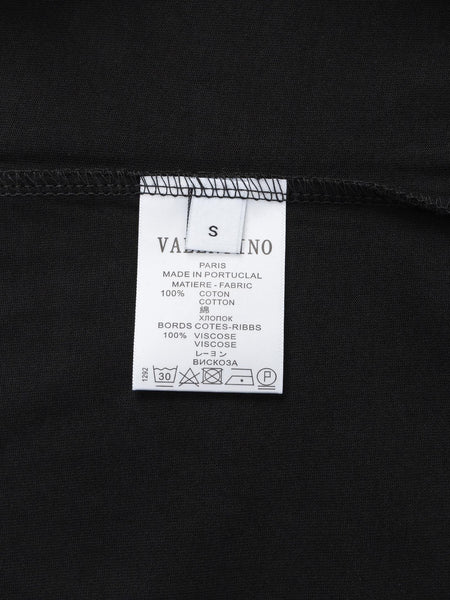 S
VALENTINO
PARIS
MADE IN PORTUCLAL
MATIERE - FABRIC
100% COTON
COTTON
綿
ХЛОПОК
BORDS COTES-RIBBS
100% VISCOSE
VISCOSE
レーヨン
ВИСКОЗА
1292
30
P